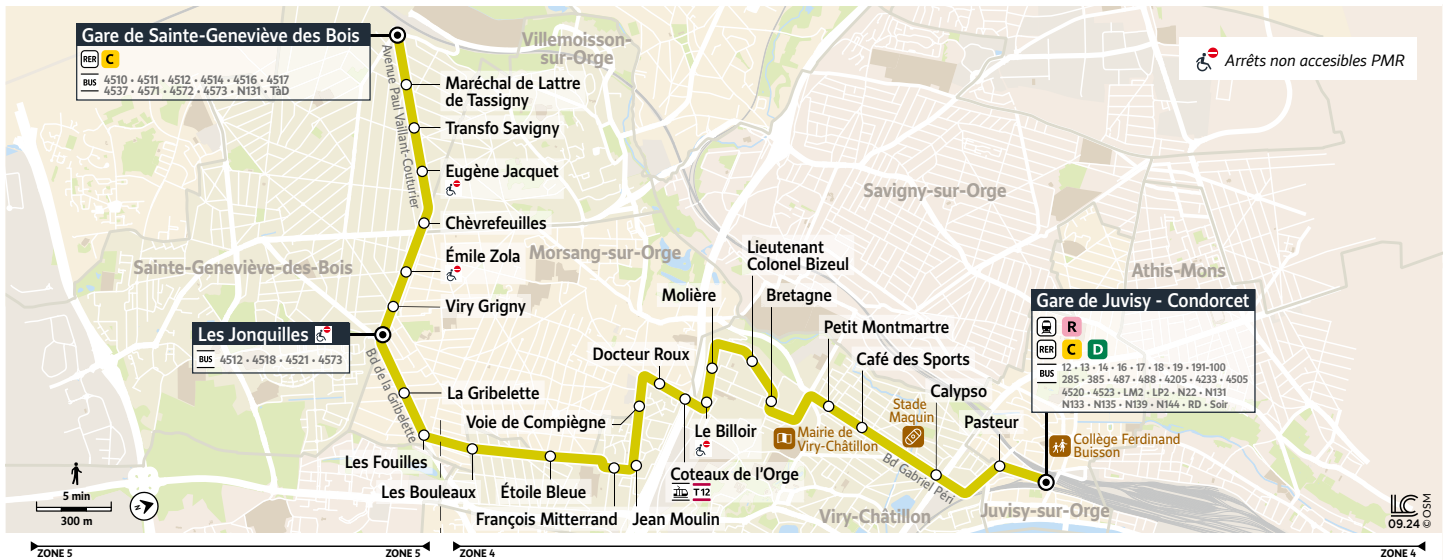 Gare de Sainte-Geneviève des Bois
RER C
BUS 4510 • 4511 • 4512 • 4514 • 4516 • 4517
4537 • 4571 • 4572 • 4573 • N131 • TàD
Villemoisson-
sur-Orge
Arrêts non accesibles PMR
Avenue Paul Vaillant-Couturier
Maréchal de Lattre
de Tassigny
Transfo Savigny
Eugène Jacquet
Savigny-sur-Orge
Chèvrefeuilles
Émile Zola
Morsang-sur-Orge
Sainte-Geneviève-des-Bois
Athis-Mons
Viry Grigny
Lieutenant
Colonel Bizeul
Molière
Bretagne
Gare de Juvisy - Condorcet
R
RER C D
BUS 12 • 13 • 14 • 16 • 17 • 18 • 19 • 191-100
285 • 385 • 487 • 488 • 4205 • 4233 • 4505
4520 • 4523 • LM2 • LP2 • N22 • N131
N133 • N135 • N139 • N144 • RD • Soir
Les Jonquilles
BUS 4512 • 4518 • 4521 • 4573
Petit Montmartre
Docteur Roux
Café des Sports
Bd de la Gribelette
La Gribelette
Calypso
Voie de Compiègne
Stade
Maquin
Le Billoir
Mairie de
Viry-Châtillon
Pasteur
Collège Ferdinand
Buisson
Les Fouilles
Coteaux de l'Orge
T12
Bd Gabriel Péri
Les Bouleaux
Étoile Bleue
François Mitterrand
Jean Moulin
Viry-Châtillon
Juvisy-sur-Orge
5 min
300 m
LC
09.24 © OSM
ZONE 5
ZONE 5
ZONE 4
ZONE 4